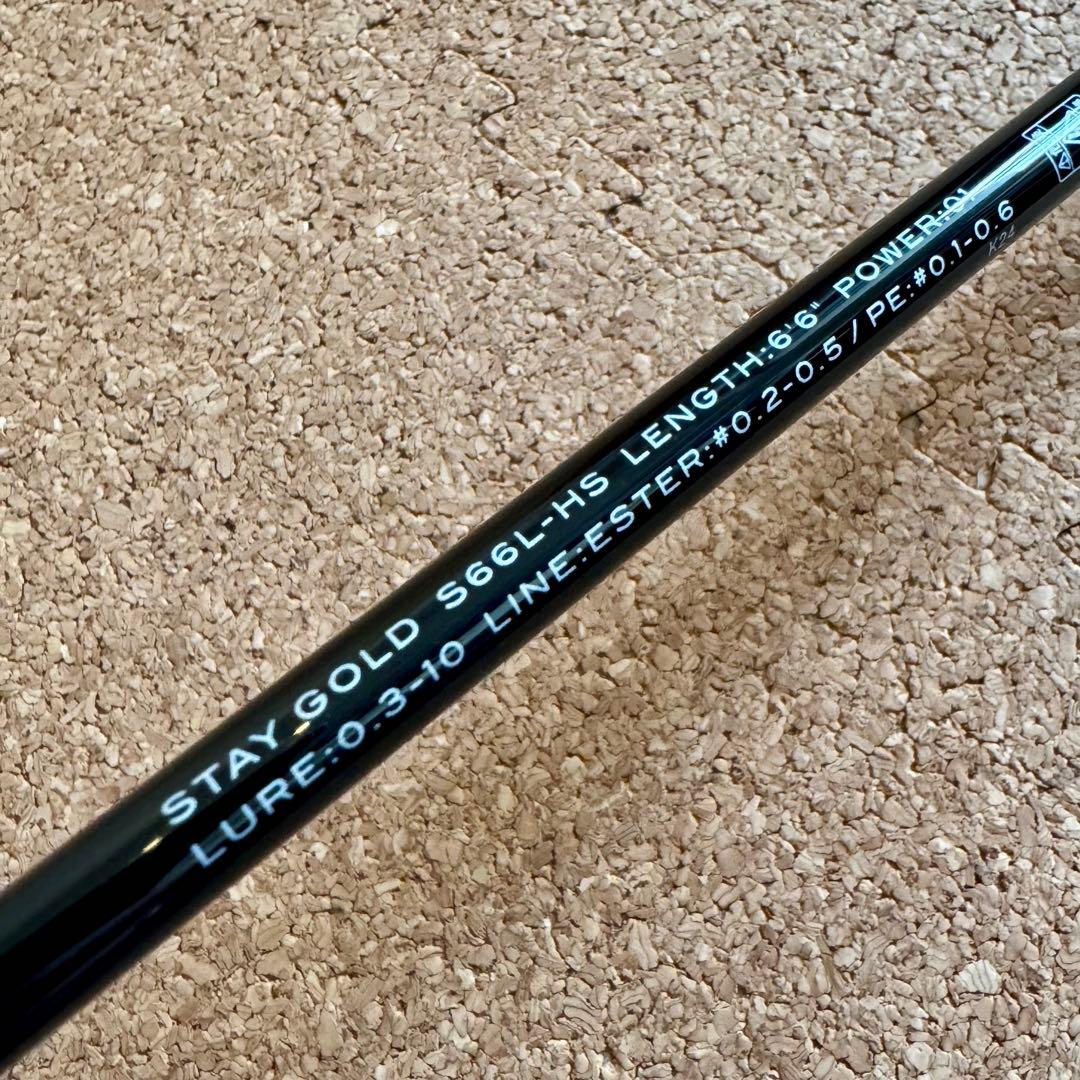 STAY GOLD S66L-HS LENGTH:6'6" POWER:01
LURE:0.3-10 LINE:ESTER:#0.2-0.5 / PE:#0.1-0.6
K24